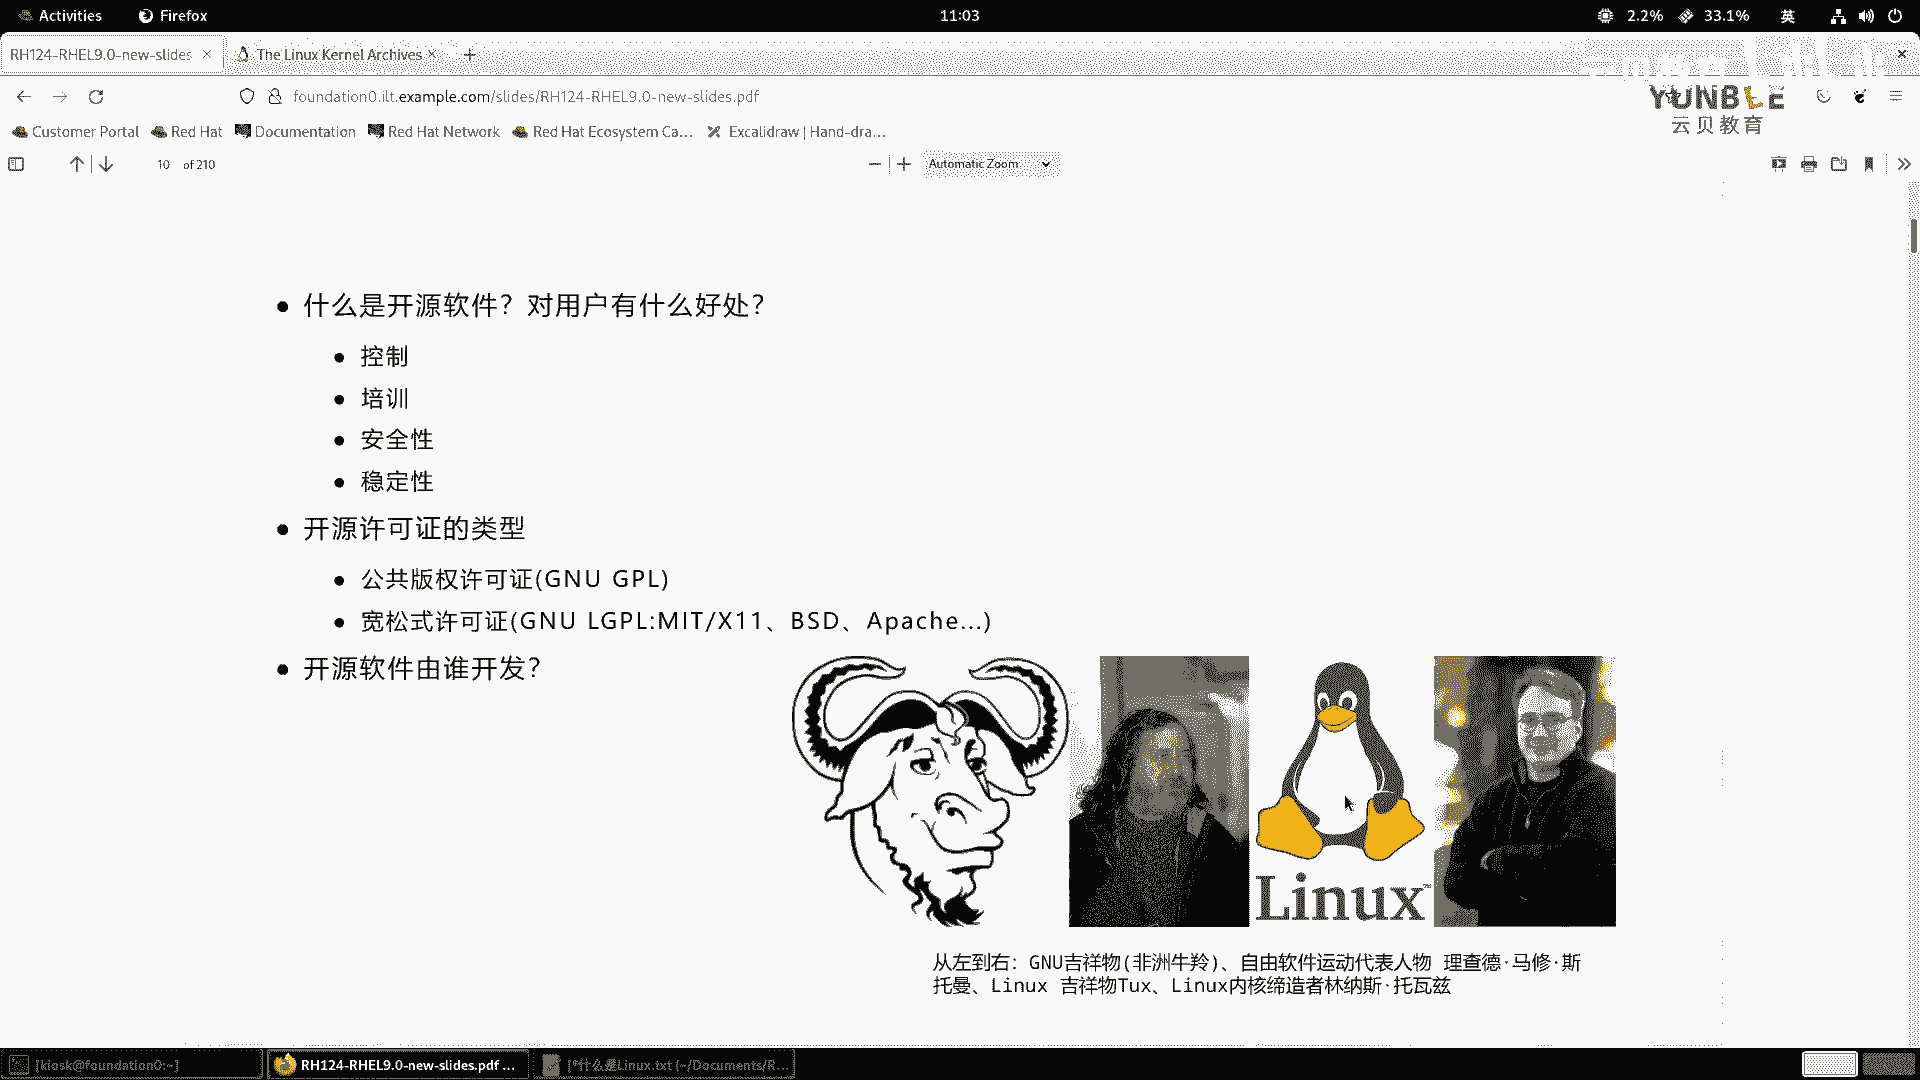 Activities
Firefox
11:03
2.2%
33.1%
英
RH124-RHEL9.0-new-slides
The Linux Kernel Archives
foundation0.ilt.example.com/slides/RH124-RHEL9.0-new-slides.pdf
YUNBLE
云贝教育
Customer Portal
Red Hat
Documentation
Red Hat Network
Red Hat Ecosystem Ca...
Excalidraw | Hand-dra...
10 of 210
Automatic Zoom
• 什么是开源软件？对用户有什么好处？
• 控制
• 培训
• 安全性
• 稳定性
• 开源许可证的类型
• 公共版权许可证(GNU GPL)
• 宽松式许可证(GNU LGPL:MIT/X11、BSD、Apache...)
• 开源软件由谁开发？
Linux™
从左到右：GNU吉祥物(非洲牛羚)、自由软件运动代表人物 理查德·马修·斯
托曼、Linux 吉祥物Tux、Linux内核缔造者林纳斯·托瓦兹
[kiosk@foundation0:~]
RH124-RHEL9.0-new-slides.pdf ...
[*什么是Linux.txt (~/Documents/R...